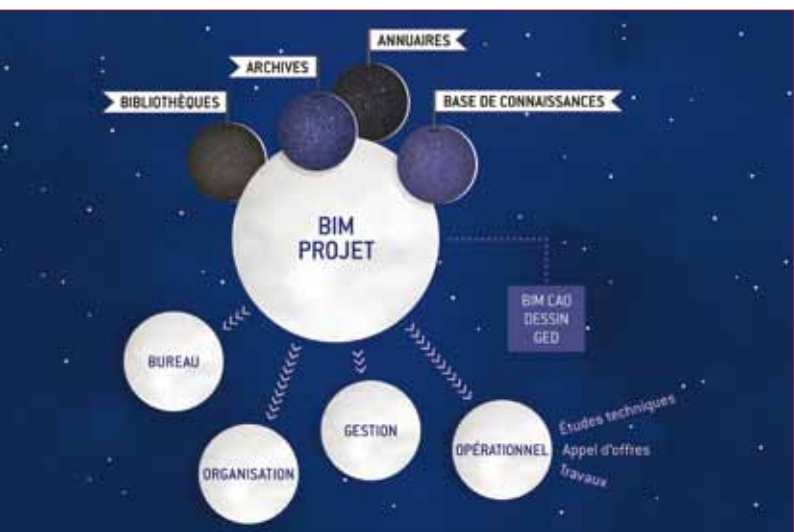 ANNUAIRES
ARCHIVES
BIBLIOTHÈQUES
BASE DE CONNAISSANCES
BIM
PROJET
BIM CAO
DESSIN
GED
BUREAU
GESTION
ORGANISATION
OPÉRATIONNEL
Études techniques
Appel d'offres
Travaux